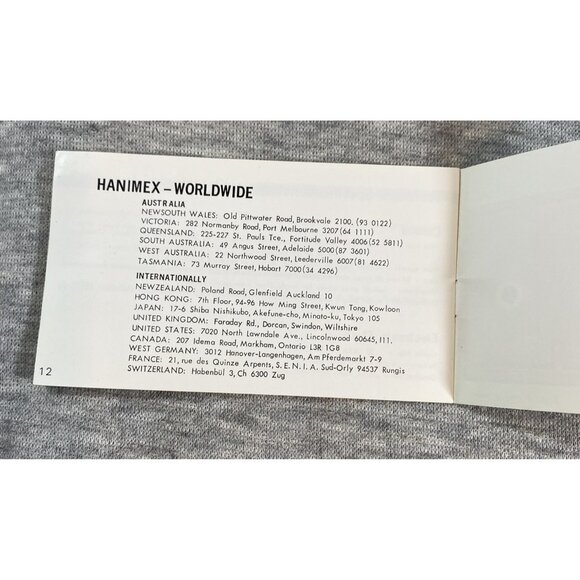 HANIMEX – WORLDWIDE
AUSTRALIA
NEWSOUTH WALES: Old Pittwater Road, Brookvale 2100, (93 0122)
VICTORIA: 282 Normanby Road, Port Melbourne 3207 (64 1111)
QUEENSLAND: 225-227 St. Pauls Tce., Fortitude Valley 4006 (52 5811)
SOUTH AUSTRALIA: 49 Angus Street, Adelaide 5000 (87 3601)
WEST AUSTRALIA: 22 Northwood Street, Leederville 6007 (81 4622)
TASMANIA: 73 Murray Street, Hobart 7000 (34 4296)
INTERNATIONALLY
NEWZEALAND: Poland Road, Glenfield Auckland 10
HONG KONG: 7th Floor, 94-96 How Ming Street, Kwun Tong, Kowloon
JAPAN: 17-6 Shiba Nishikubo, Akefune-cho, Minato-ku, Tokyo 105
UNITED KINGDOM: Faraday Rd., Dorcan, Swindon, Wiltshire
UNITED STATES: 7020 North Lawndale Ave., Lincolnwood 60645, Ill.
CANADA: 207 Idema Road, Markham, Ontario L3R 1G8
WEST GERMANY: 3012 Hanover-Langenhagen, Am Pferdemarkt 7-9
FRANCE: 21, rue des Quinze Arpents, S.E.N.I.A. Sud-Orly 94537 Rungis
SWITZERLAND: Habenbül 3, Ch 6300 Zug
12